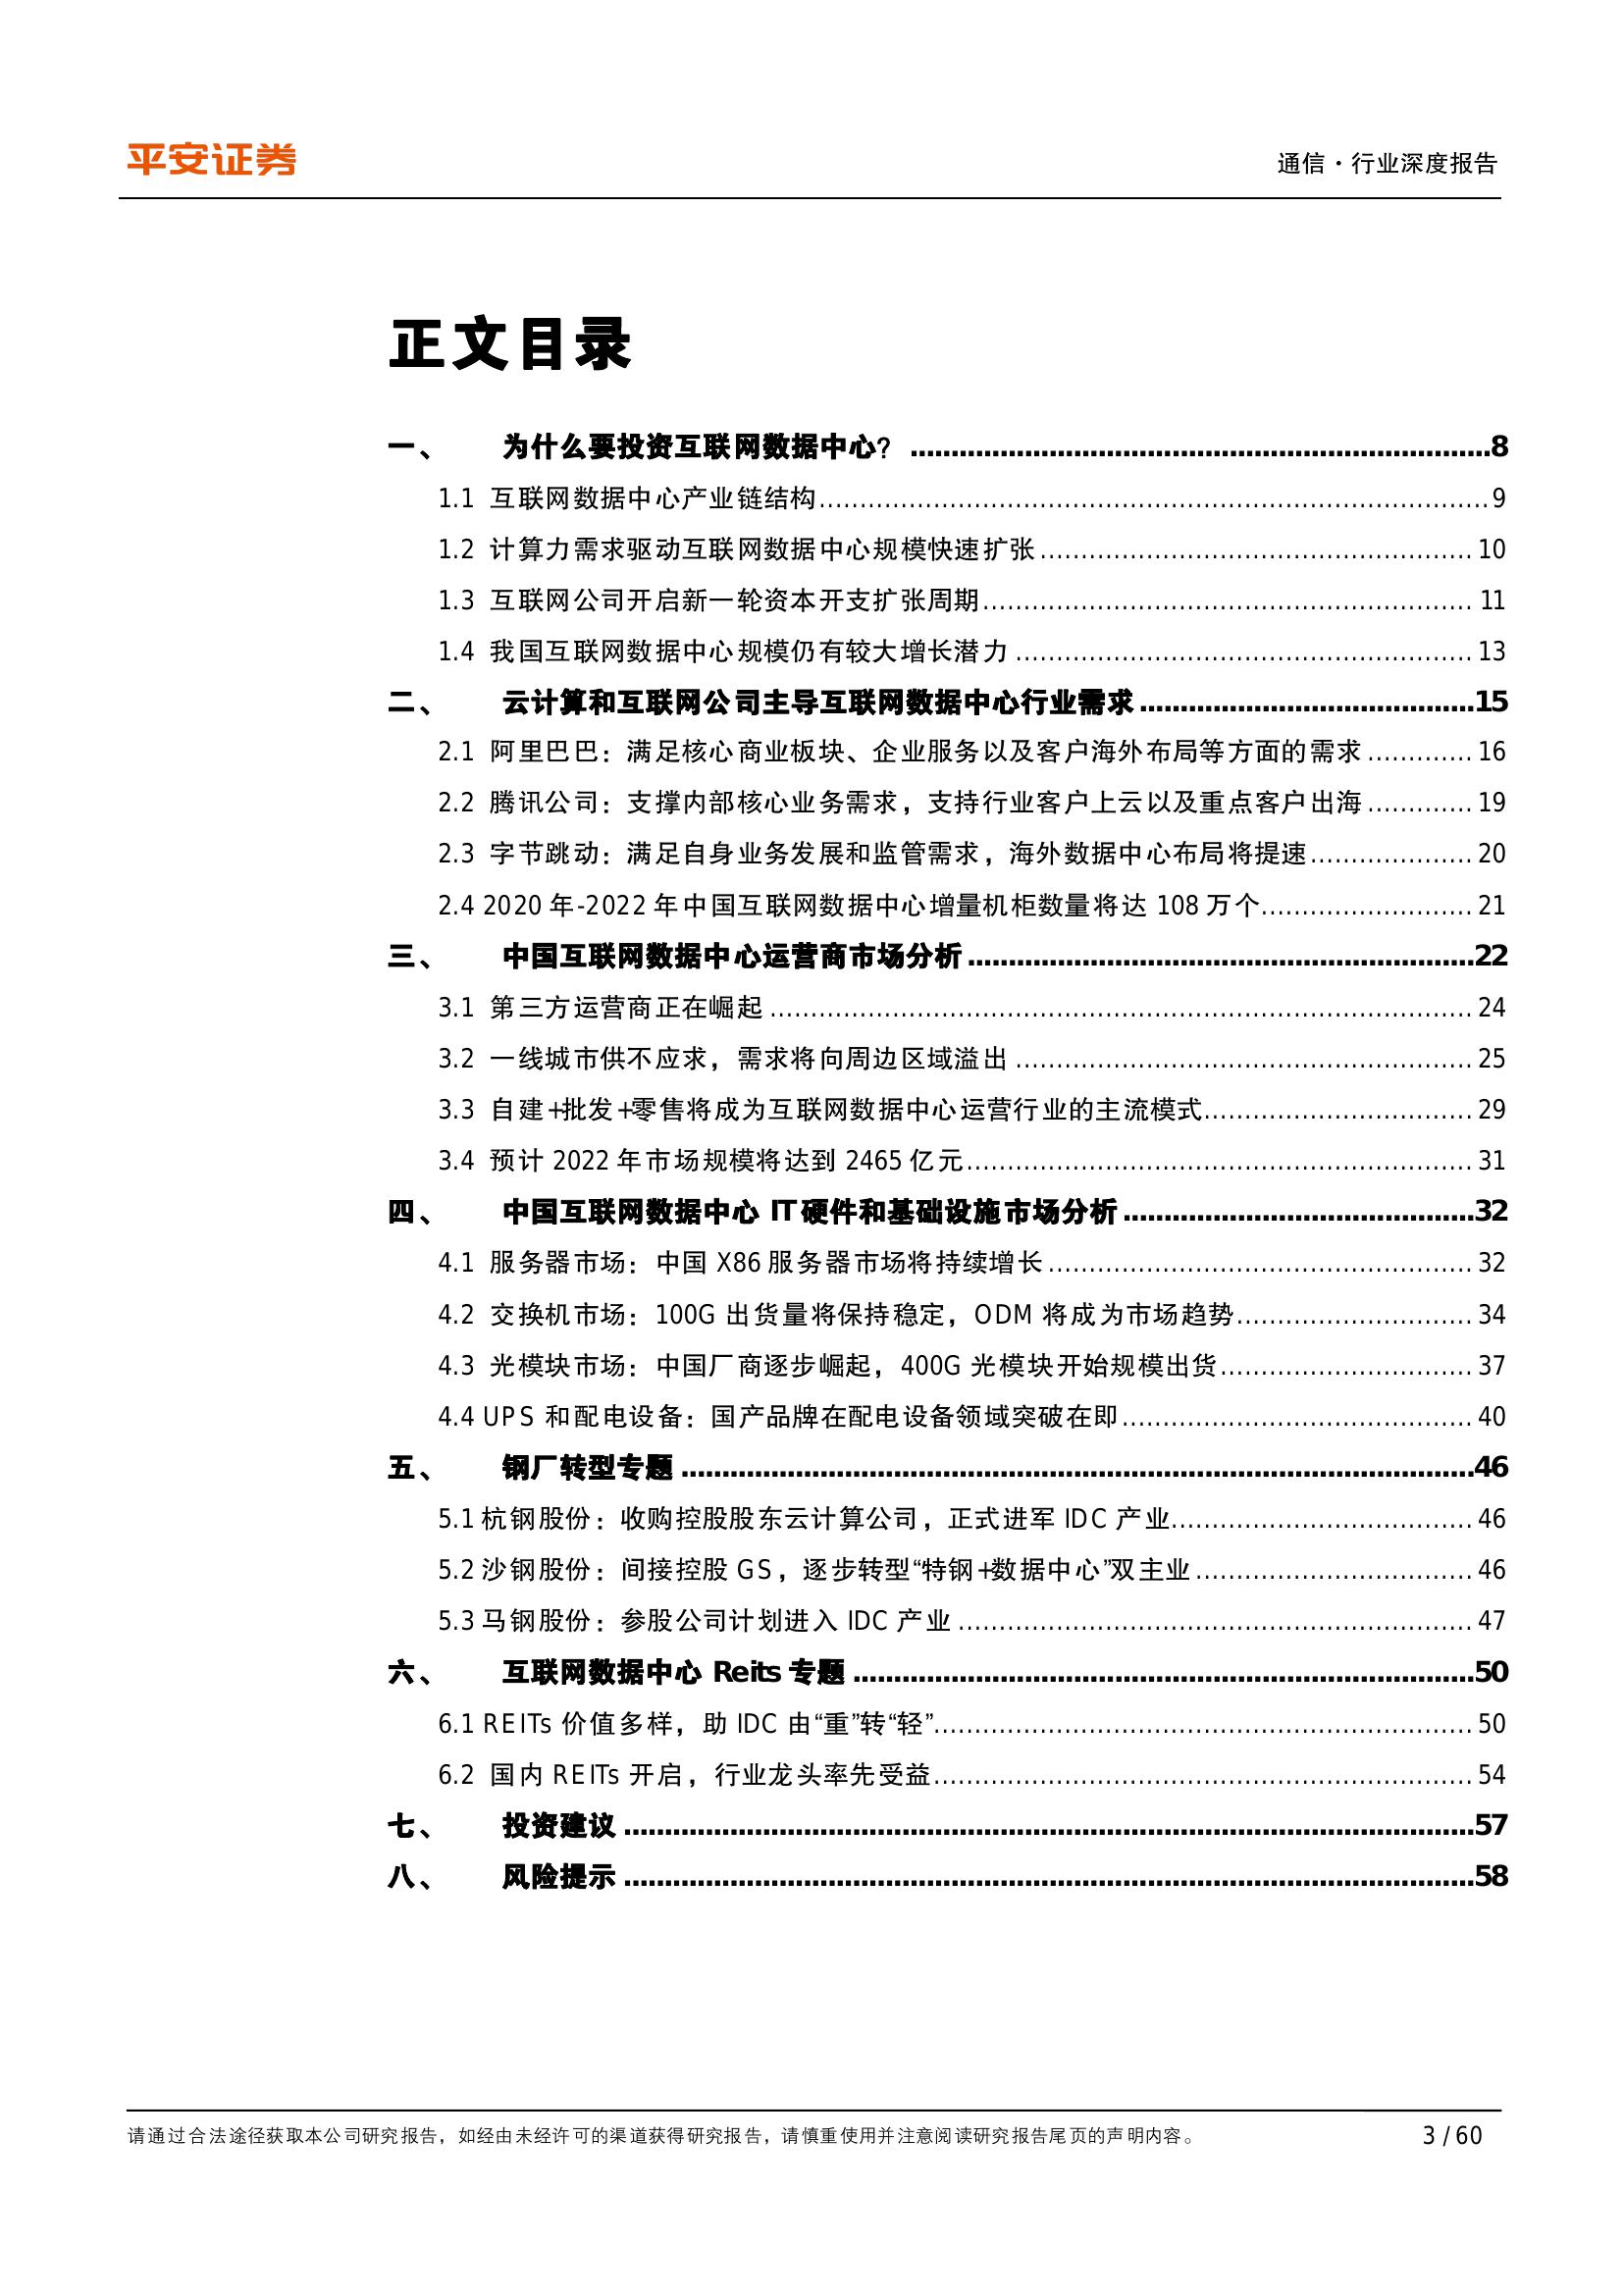 平安证券
通信·行业深度报告
正文目录
一、 为什么要投资互联网数据中心? ........................................ 8
1.1 互联网数据中心产业链结构........................................ 9
1.2 计算力需求驱动互联网数据中心规模快速扩张........................................ 10
1.3 互联网公司开启新一轮资本开支扩张周期........................................ 11
1.4 我国互联网数据中心规模仍有较大增长潜力........................................ 13
二、 云计算和互联网公司主导互联网数据中心行业需求........................................ 15
2.1 阿里巴巴：满足核心商业板块、企业服务以及客户海外布局等方面的需求............. 16
2.2 腾讯公司：支撑内部核心业务需求，支持行业客户上云以及重点客户出海............. 19
2.3 字节跳动：满足自身业务发展和监管需求，海外数据中心布局将提速.................... 20
2.4 2020 年-2022 年中国互联网数据中心增量机柜数量将达 108 万个.......................... 21
三、 中国互联网数据中心运营商市场分析........................................ 22
3.1 第三方运营商正在崛起........................................ 24
3.2 一线城市供不应求，需求将向周边区域溢出........................................ 25
3.3 自建+批发+零售将成为互联网数据中心运营行业的主流模式................................. 29
3.4 预计 2022 年市场规模将达到 2465 亿元........................................ 31
四、 中国互联网数据中心 IT 硬件和基础设施市场分析........................................ 32
4.1 服务器市场：中国 X86 服务器市场将持续增长........................................ 32
4.2 交换机市场：100G 出货量将保持稳定，ODM 将成为市场趋势............................. 34
4.3 光模块市场：中国厂商逐步崛起，400G 光模块开始规模出货............................... 37
4.4 UPS 和配电设备：国产品牌在配电设备领域突破在即........................................ 40
五、 钢厂转型专题........................................ 46
5.1 杭钢股份：收购控股股东云计算公司，正式进军 IDC 产业..................................... 46
5.2 沙钢股份：间接控股 GS，逐步转型“特钢+数据中心”双主业.................................. 46
5.3 马钢股份：参股公司计划进入 IDC 产业........................................ 47
六、 互联网数据中心 Reits 专题........................................ 50
6.1 REITs 价值多样，助 IDC 由“重”转“轻”........................................ 50
6.2 国内 REITs 开启，行业龙头率先受益........................................ 54
七、 投资建议........................................ 57
八、 风险提示........................................ 58
请通过合法途径获取本公司研究报告，如经由未经许可的渠道获得研究报告，请慎重使用并注意阅读研究报告尾页的声明内容。 3 / 60